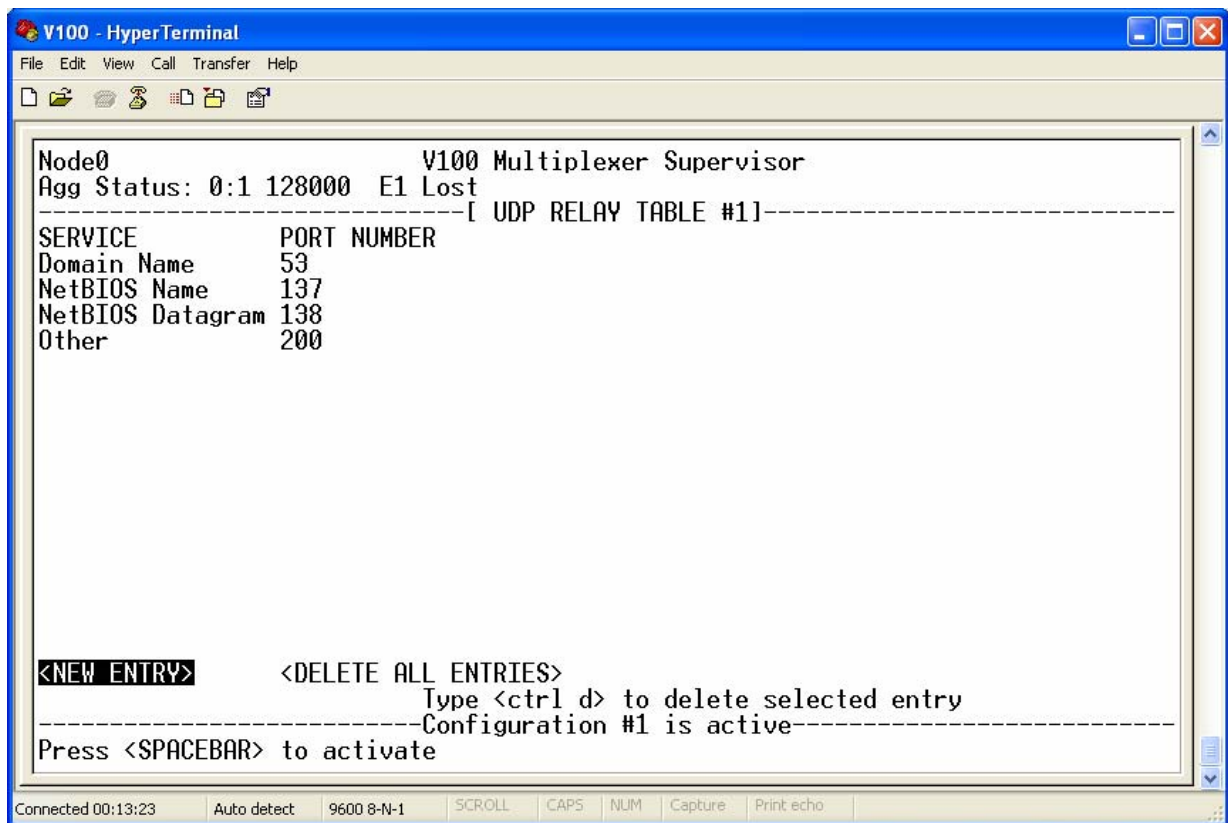 V100 - HyperTerminal
File Edit View Call Transfer Help
Node0 V100 Multiplexer Supervisor
Agg Status: 0:1 128000 E1 Lost
-------------------------------[ UDP RELAY TABLE #1]------------------------------
SERVICE PORT NUMBER
Domain Name 53
NetBIOS Name 137
NetBIOS Datagram 138
Other 200
<NEW ENTRY> <DELETE ALL ENTRIES>
Type <ctrl d> to delete selected entry
----------------------------Configuration #1 is active----------------------------
Press <SPACEBAR> to activate
Connected 00:13:23 Auto detect 9600 8-N-1 SCROLL CAPS NUM Capture Print echo